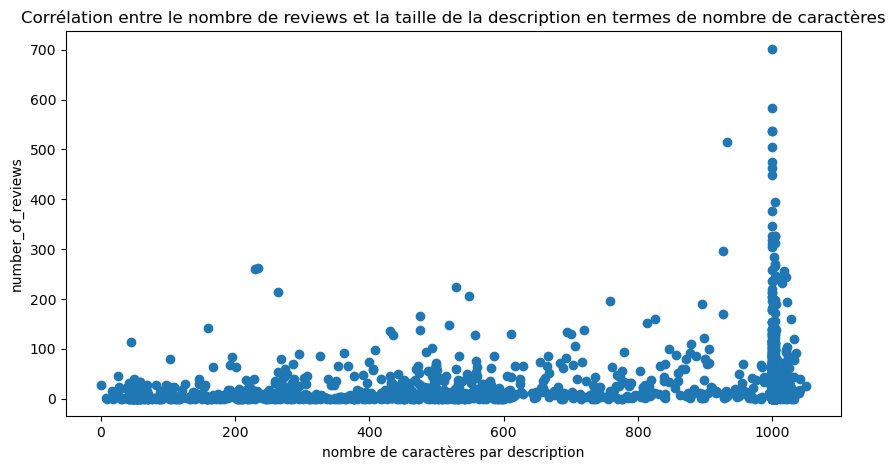 Corrélation entre le nombre de reviews et la taille de la description en termes de nombre de caractères
700
600
500
400
300
200
100
0
number_of_reviews
0 200 400 600 800 1000
nombre de caractères par description